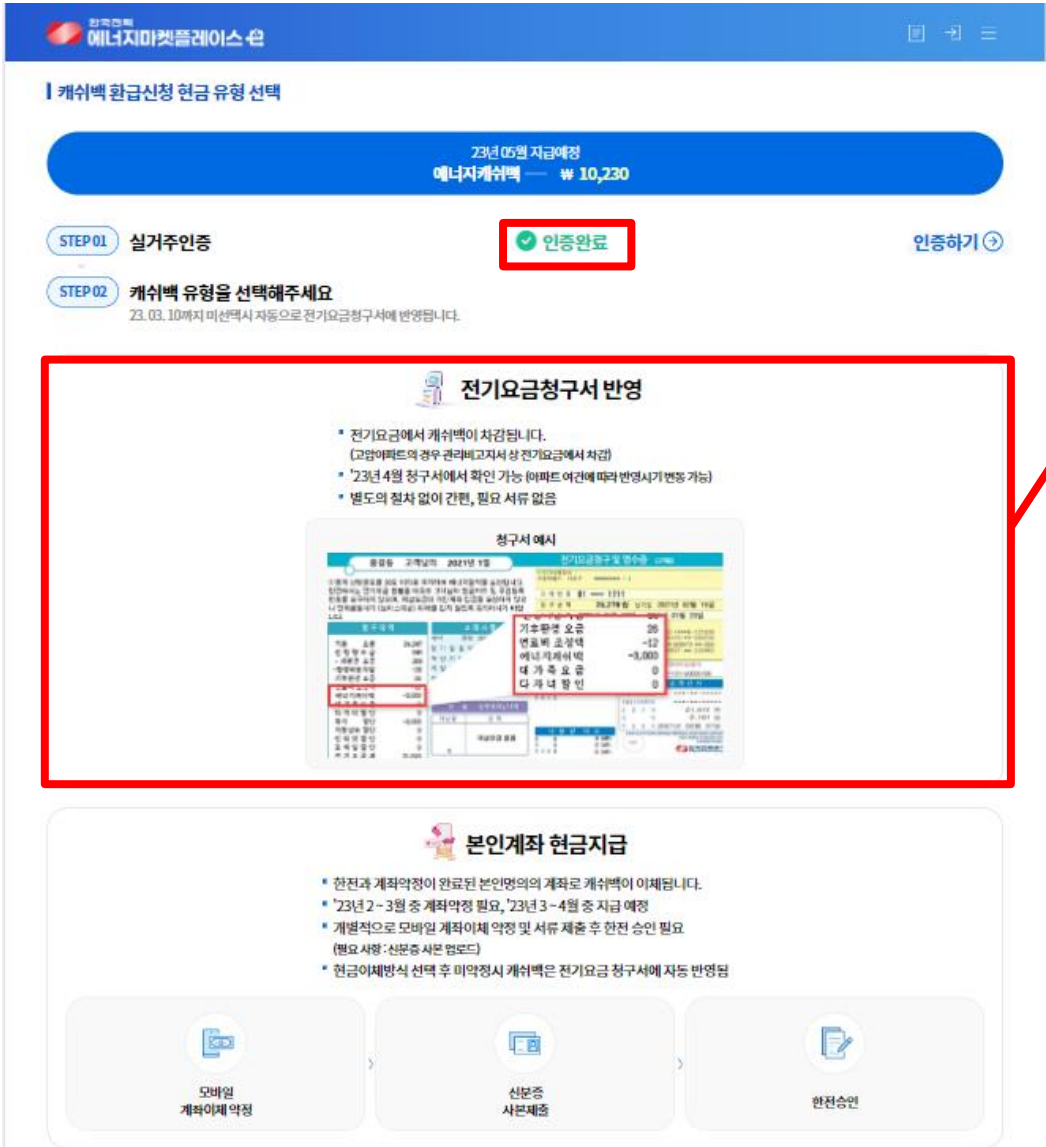 한국전력
에너지마켓플레이스 e
캐쉬백 환급신청 현금 유형 선택
23년 05월 지급예정
에너지캐쉬백 — ₩ 10,230
STEP 01 실거주인증 인증완료 인증하기
STEP 02 캐쉬백 유형을 선택해주세요
23. 03. 10까지 미선택시 자동으로 전기요금청구서에 반영됩니다.
전기요금청구서 반영
전기요금에서 캐쉬백이 차감됩니다.
(고압아파트의 경우 관리비고지서 상 전기요금에서 차감)
'23년 4월 청구서에서 확인 가능 (아파트 여건에 따라 반영시기 변동 가능)
별도의 절차 없이 간편, 필요 서류 없음
청구서 예시
고객님의 2021년 1월
전기요금청구 및 영수증
청구내역
기후환경 요금 26
연료비 조정액 -12
에너지캐쉬백 -3,000
대가족요금 0
다자녀할인 0
본인계좌 현금지급
한전과 계좌약정이 완료된 본인명의의 계좌로 캐쉬백이 이체됩니다.
'23년 2 ~ 3월 중 계좌약정 필요, '23년 3 ~ 4월 중 지급 예정
개별적으로 모바일 계좌이체 약정 및 서류 제출 후 한전 승인 필요
(필요 사항 : 신분증 사본 업로드)
현금이체방식 선택 후 미약정시 캐쉬백은 전기요금 청구서에 자동 반영됨
모바일
계좌이체 약정
신분증
사본제출
한전승인